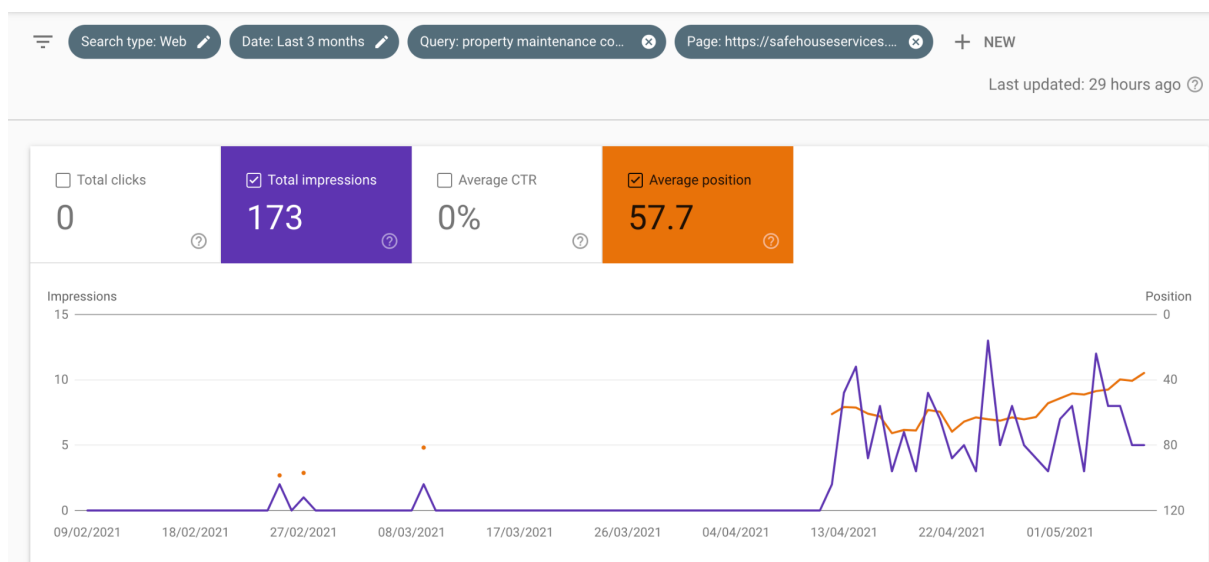 Search type: Web Date: Last 3 months Query: property maintenance co... Page: https://safehouseservices.... + NEW
Last updated: 29 hours ago
Total clicks Total impressions Average CTR Average position
0 173 0% 57.7
Impressions Position
15 0
10 40
5 80
0 120
09/02/2021 18/02/2021 27/02/2021 08/03/2021 17/03/2021 26/03/2021 04/04/2021 13/04/2021 22/04/2021 01/05/2021